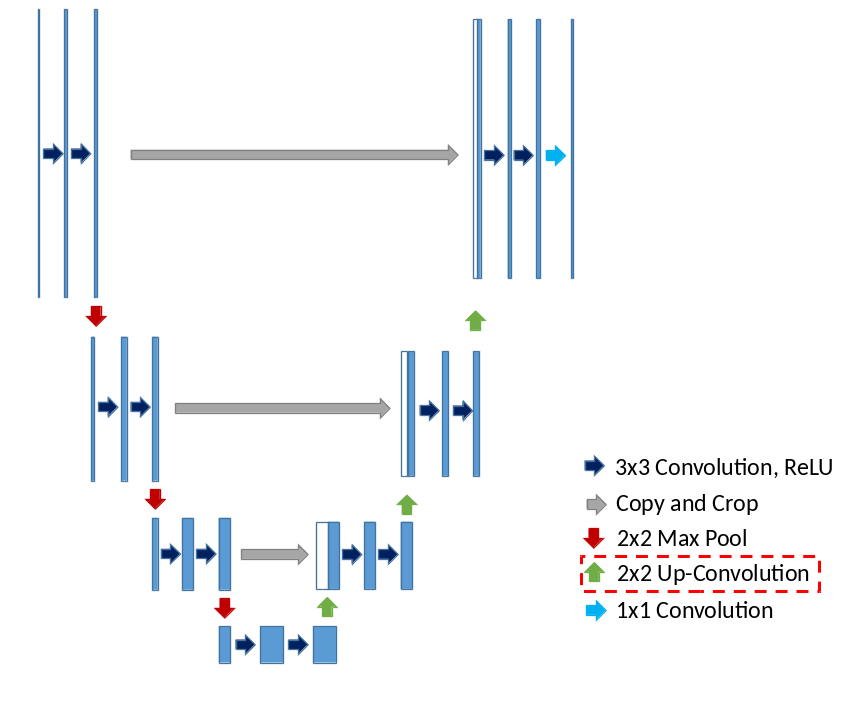 3x3 Convolution, ReLU
Copy and Crop
2x2 Max Pool
2x2 Up-Convolution
1x1 Convolution